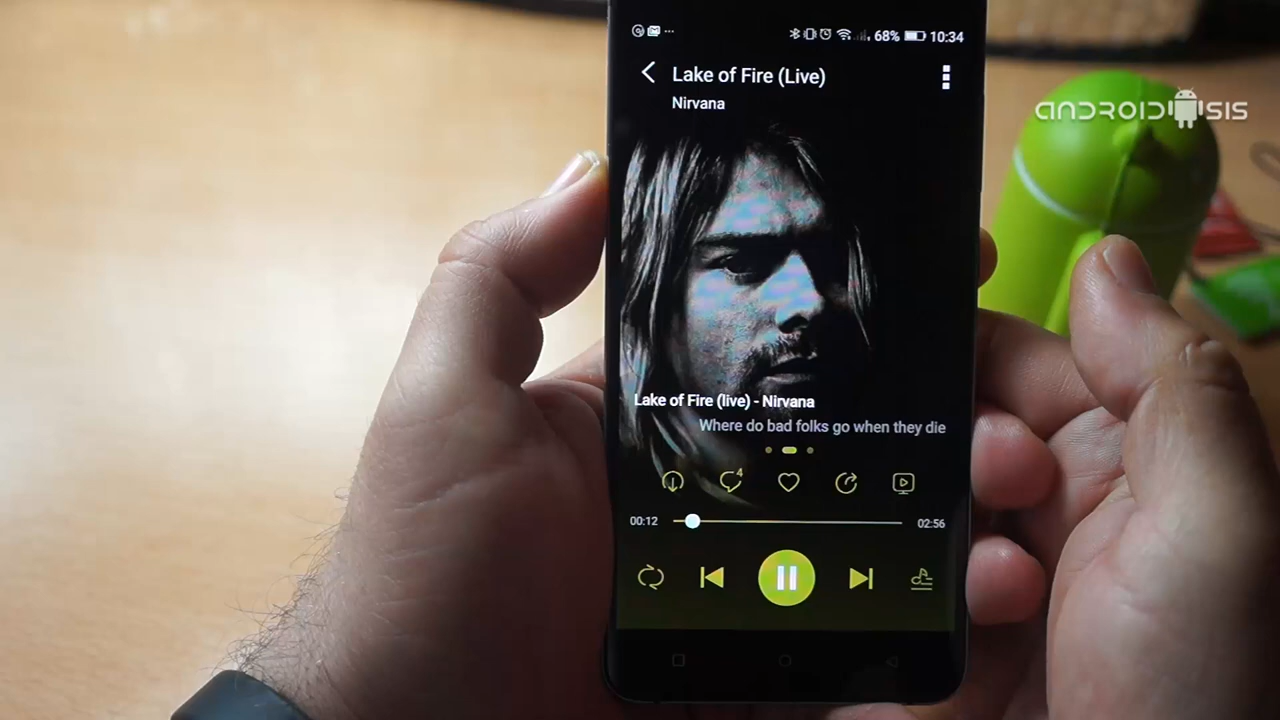 68% 10:34
Lake of Fire (Live)
Nirvana
ANDROIDSIS
Lake of Fire (live) - Nirvana
Where do bad folks go when they die
4
00:12 02:56